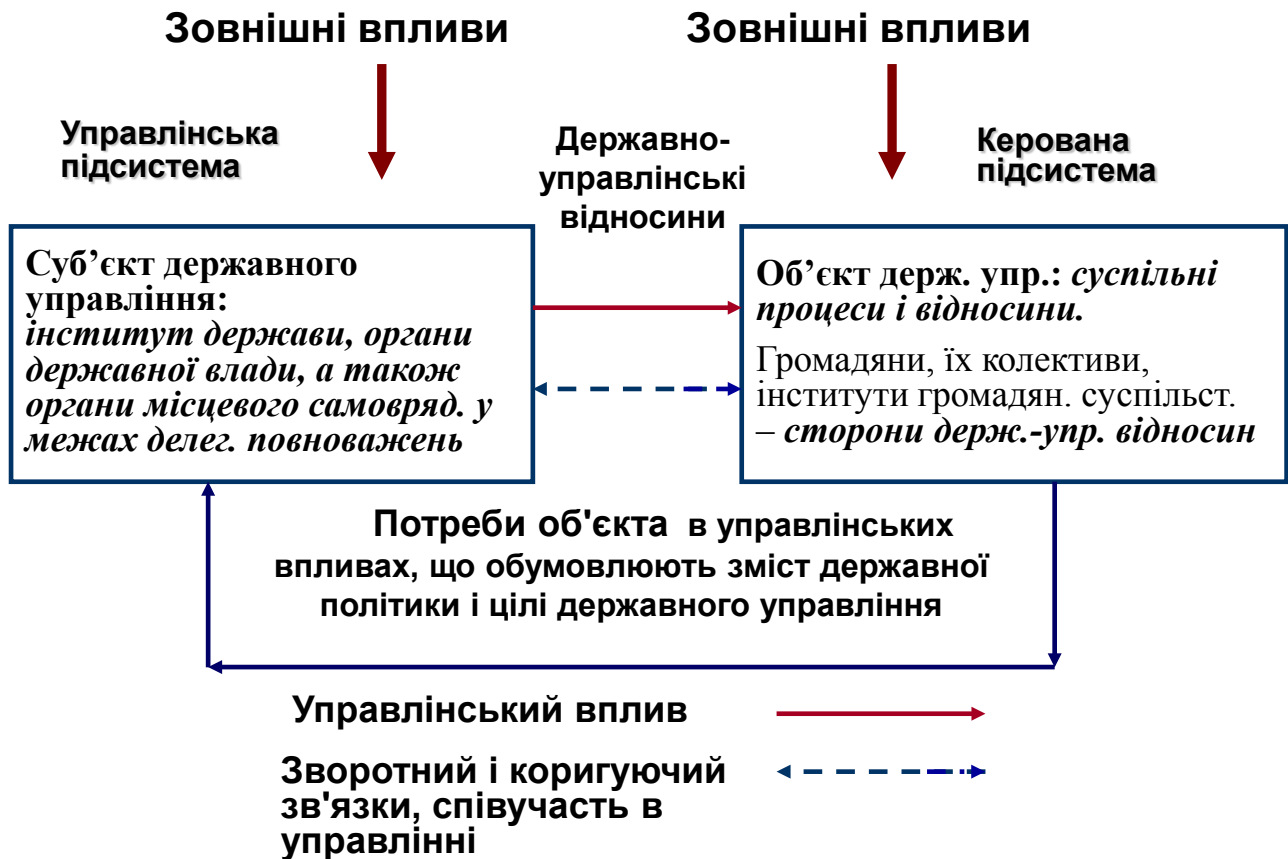 Зовнішні впливи
Зовнішні впливи
Управлінська
підсистема
Державно-
управлінські
відносини
Керована
підсистема
Суб’єкт державного
управління:
інститут держави, органи
державної влади, а також
органи місцевого самовряд. у
межах делег. повноважень
Об’єкт держ. упр.: суспільні
процеси і відносини.
Громадяни, їх колективи,
інститути громадян. суспільст.
– сторони держ.-упр. відносин
Потреби об'єкта в управлінських
впливах, що обумовлюють зміст державної
політики і цілі державного управління
Управлінський вплив
Зворотний і коригуючий
зв'язки, співучасть в
управлінні